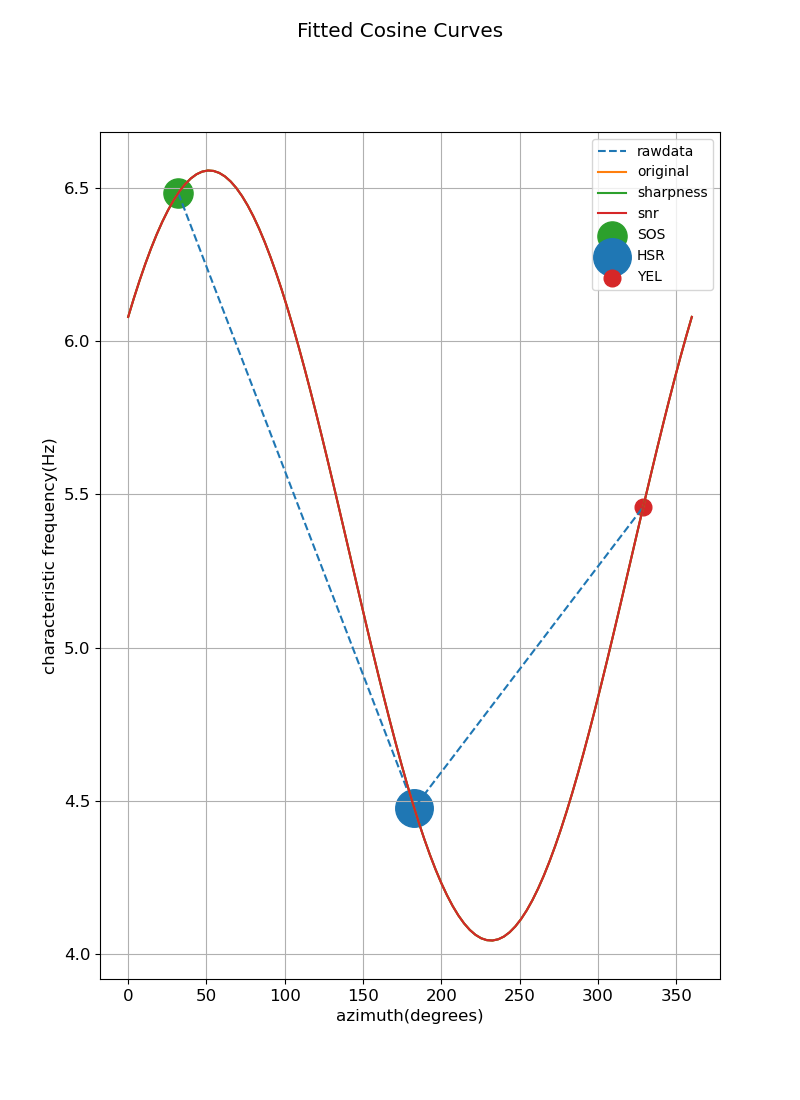 Fitted Cosine Curves
rawdata
original
sharpness
snr
SOS
HSR
YEL
6.5
6.0
5.5
5.0
4.5
4.0
characteristic frequency(Hz)
0 50 100 150 200 250 300 350
azimuth(degrees)